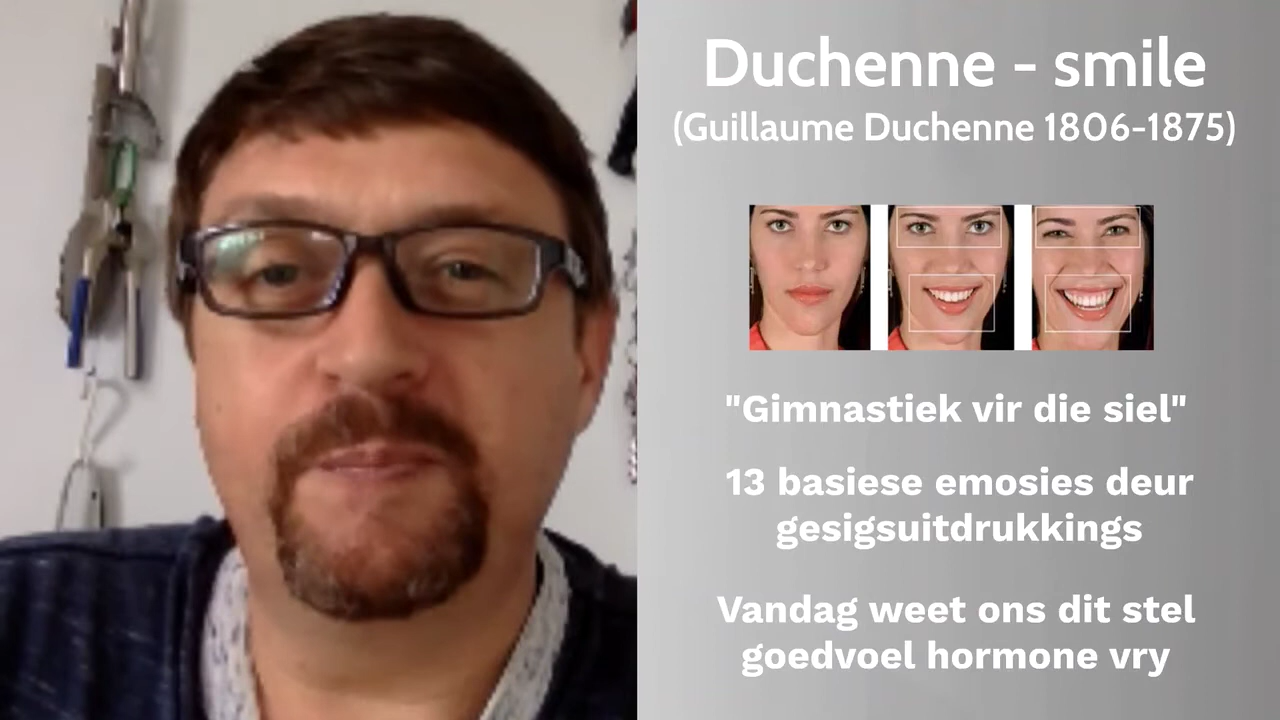 Duchenne - smile
(Guillaume Duchenne 1806-1875)
"Gimnastiek vir die siel"
13 basiese emosies deur
gesigsuitdrukkings
Vandag weet ons dit stel
goedvoel hormone vry